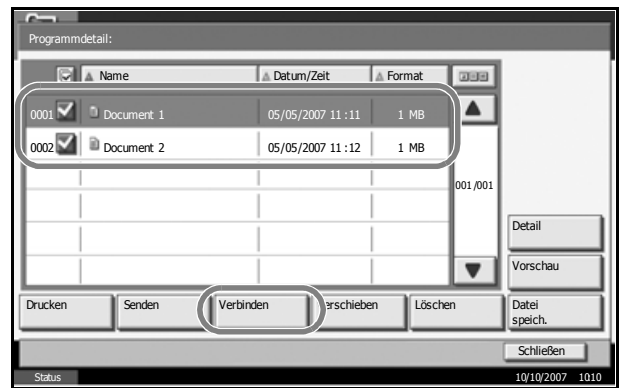 Programmdetail:
Name Datum/Zeit Format
0001 Document 1 05/05/2007 11:11 1 MB
0002 Document 2 05/05/2007 11:12 1 MB
001/001
Detail
Vorschau
Drucken Senden Verbinden erschieben Löschen Datei speich.
Schließen
Status 10/10/2007 1010